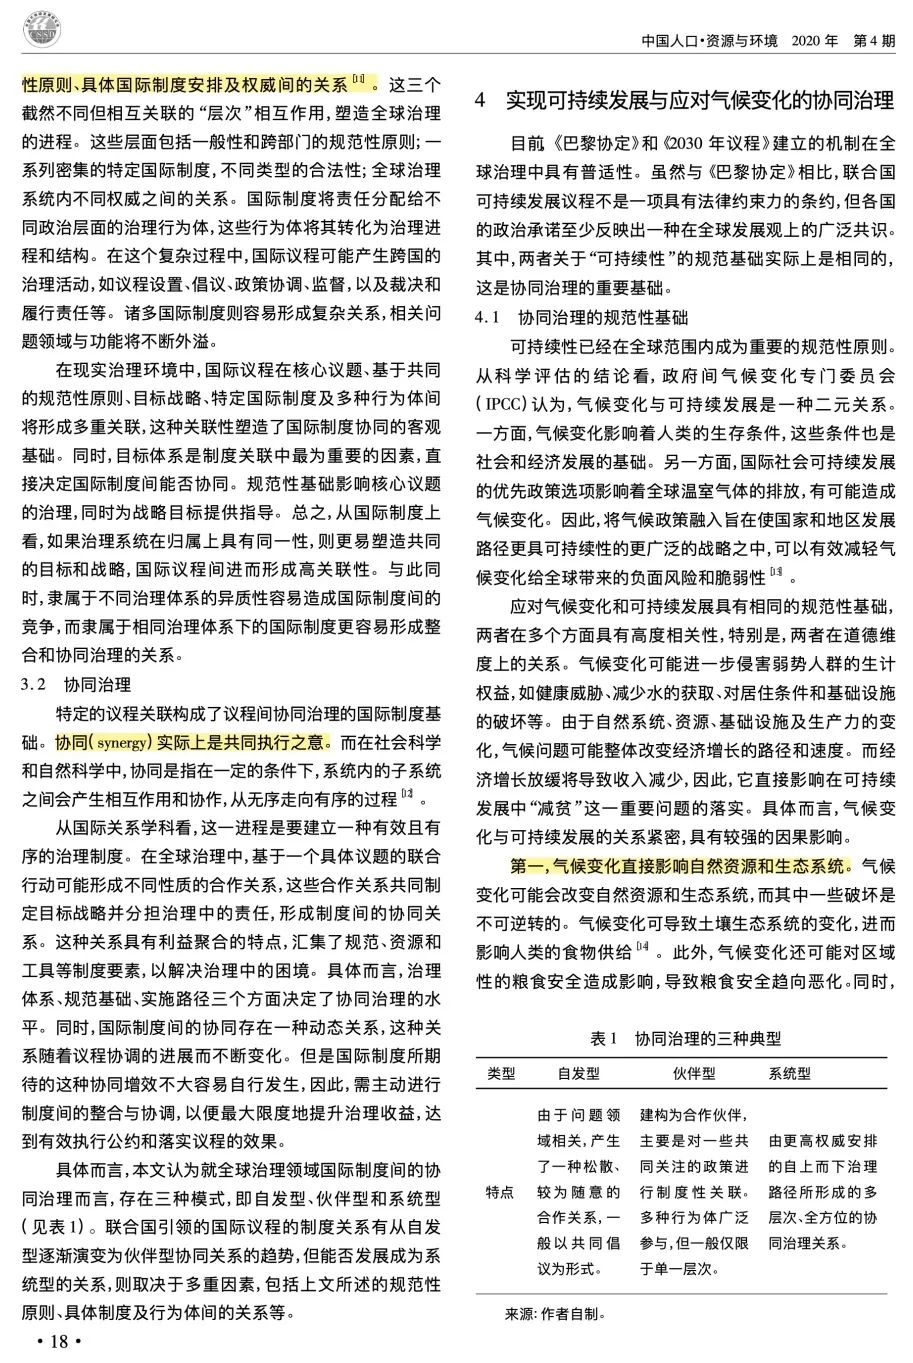 中国人口·资源与环境 2020年 第4期
性原则、具体国际制度安排及权威间的关系[11]。这三个
截然不同但相互关联的“层次”相互作用,塑造全球治理
的进程。这些层面包括一般性和跨部门的规范性原则;一
系列密集的特定国际制度,不同类型的合法性;全球治理
系统内不同权威之间的关系。国际制度将责任分配给不
同政治层面的治理行为体,这些行为体将其转化为治理进
程和结构。在这个复杂过程中,国际议程可能产生跨国的
治理活动,如议程设置、倡议、政策协调、监督,以及裁决和
履行责任等。诸多国际制度则容易形成复杂关系,相关问
题领域与功能将不断外溢。
在现实治理环境中,国际议程在核心议题、基于共同
的规范性原则、目标战略、特定国际制度及多种行为体间
将形成多重关联,这种关联性塑造了国际制度协同的客观
基础。同时,目标体系是制度关联中最为重要的因素,直
接决定国际制度间能否协同。规范性基础影响核心议题
的治理,同时为战略目标提供指导。总之,从国际制度上
看,如果治理系统在归属上具有同一性,则更易塑造共同
的目标和战略,国际议程间进而形成高关联性。与此同
时,隶属于不同治理体系的异质性容易造成国际制度间的
竞争,而隶属于相同治理体系下的国际制度更容易形成整
合和协同治理的关系。
3.2 协同治理
特定的议程关联构成了议程间协同治理的国际制度基
础。协同(synergy)实际上是共同执行之意。而在社会科学
和自然科学中,协同是指在一定的条件下,系统内的子系统
之间会产生相互作用和协作,从无序走向有序的过程[12]。
从国际关系学科看,这一进程是要建立一种有效且有
序的治理制度。在全球治理中,基于一个具体议题的联合
行动可能形成不同性质的合作关系,这些合作关系共同制
定目标战略并分担治理中的责任,形成制度间的协同关
系。这种关系具有利益聚合的特点,汇集了规范、资源和
工具等制度要素,以解决治理中的困境。具体而言,治理
体系、规范基础、实施路径三个方面决定了协同治理的水
平。同时,国际制度间的协同存在一种动态关系,这种关
系随着议程协调的进展而不断变化。但是国际制度所期
待的这种协同增效不大容易自行发生,因此,需主动进行
制度间的整合与协调,以便最大限度地提升治理收益,达
到有效执行公约和落实议程的效果。
具体而言,本文认为就全球治理领域国际制度间的协
同治理而言,存在三种模式,即自发型、伙伴型和系统型
(见表1)。联合国引领的国际议程的制度关系有从自发
型逐渐演变为伙伴型协同关系的趋势,但能否发展成为系
统型的关系,则取决于多重因素,包括上文所述的规范性
原则、具体制度及行为体间的关系等。
4 实现可持续发展与应对气候变化的协同治理
目前,《巴黎协定》和《2030年议程》建立的机制在全
球治理中具有普适性。虽然与《巴黎协定》相比,联合国
可持续发展议程不是一项具有法律约束力的条约,但各国
的政治承诺至少反映出一种在全球发展观上的广泛共识。
其中,两者关于“可持续性”的规范基础实际上是相同的,
这是协同治理的重要基础。
4.1 协同治理的规范性基础
可持续性已经在全球范围内成为重要的规范性原则。
从科学评估的结论看,政府间气候变化专门委员会
(IPCC)认为,气候变化与可持续发展是一种二元关系。
一方面,气候变化影响着人类的生存条件,这些条件也是
社会和经济发展的基础。另一方面,国际社会可持续发展
的优先政策选项影响着全球温室气体的排放,有可能造成
气候变化。因此,将气候政策融入旨在使国家和地区发展
路径更具可持续性的更广泛的战略之中,可以有效减轻气
候变化给全球带来的负面风险和脆弱性[13]。
应对气候变化和可持续发展具有相同的规范性基础,
两者在多个方面具有高度相关性,特别是,两者在道德维
度上的关系。气候变化可能进一步侵害弱势人群的生计
权益,如健康威胁、减少水的获取、对居住条件和基础设施
的破坏等。由于自然系统、资源、基础设施及生产力的变
化,气候问题可能整体改变经济增长的路径和速度。而经
济增长放缓将导致收入减少,因此,它直接影响在可持续
发展中“减贫”这一重要问题的落实。具体而言,气候变
化与可持续发展的关系紧密,具有较强的因果影响。
第一,气候变化直接影响自然资源和生态系统。气候
变化可能会改变自然资源和生态系统,而其中一些破坏是
不可逆转的。气候变化可导致土壤生态系统的变化,进而
影响人类的食物供给[14]。此外,气候变化还可能对区域
性的粮食安全造成影响,导致粮食安全趋向恶化。同时,
表1 协同治理的三种典型
类型 自发型 伙伴型 系统型
由于问题领 建构为合作伙伴,
域相关,产生 主要是对一些共 由更高权威安排
了一种松散、 同关注的政策进 的自上而下治理
特点 较为随意的 行制度性关联。 路径所形成的多
合作关系,一 多种行为体广泛 层次、全方位的协
般以共同倡 参与,但一般仅限 同治理关系。
议为形式。 于单一层次。
来源:作者自制。
·18·